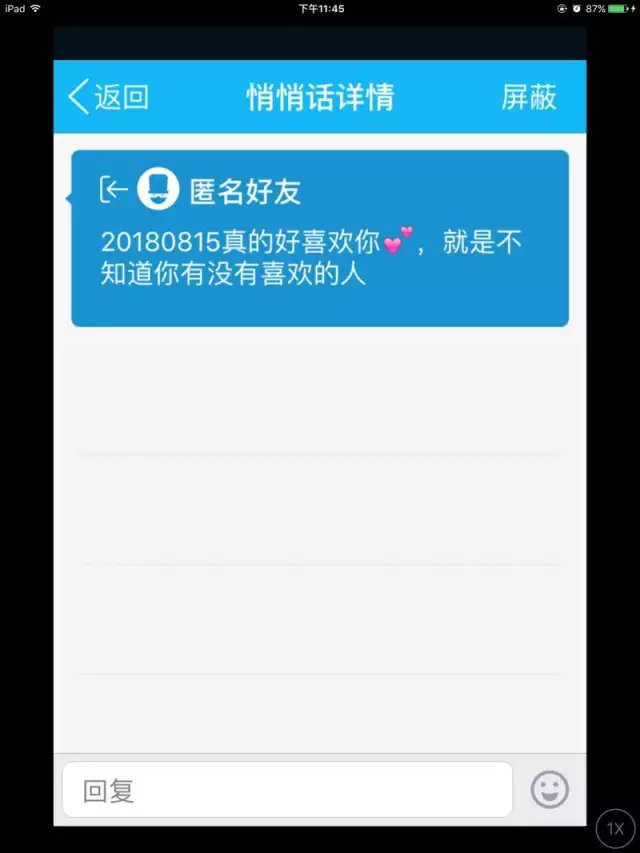 iPad 下午11:45 87%
返回 悄悄话详情 屏蔽
匿名好友
20180815真的好喜欢你💕，就是不
知道你有没有喜欢的人
回复
1X